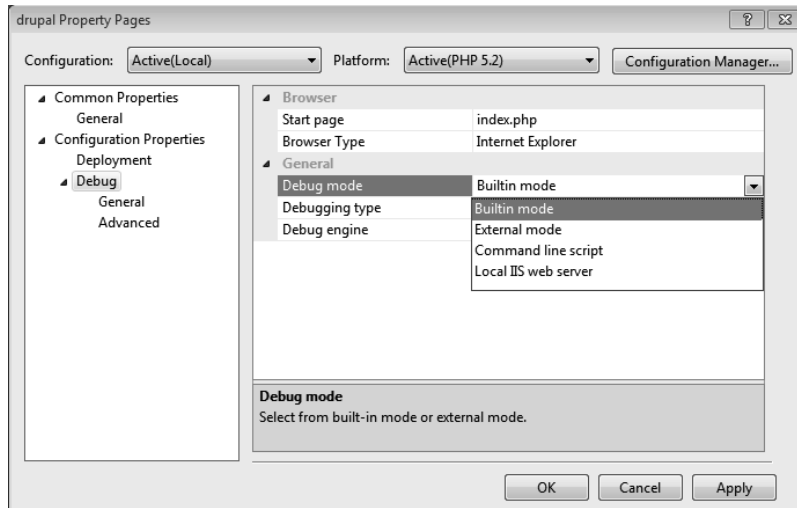 drupal Property Pages
Configuration: Active(Local) Platform: Active(PHP 5.2) Configuration Manager...
Common Properties
General
Configuration Properties
Deployment
Debug
General
Advanced
Browser
Start page index.php
Browser Type Internet Explorer
General
Debug mode Builtin mode
Debugging type
Debug engine
Builtin mode
External mode
Command line script
Local IIS web server
Debug mode
Select from built-in mode or external mode.
OK Cancel Apply